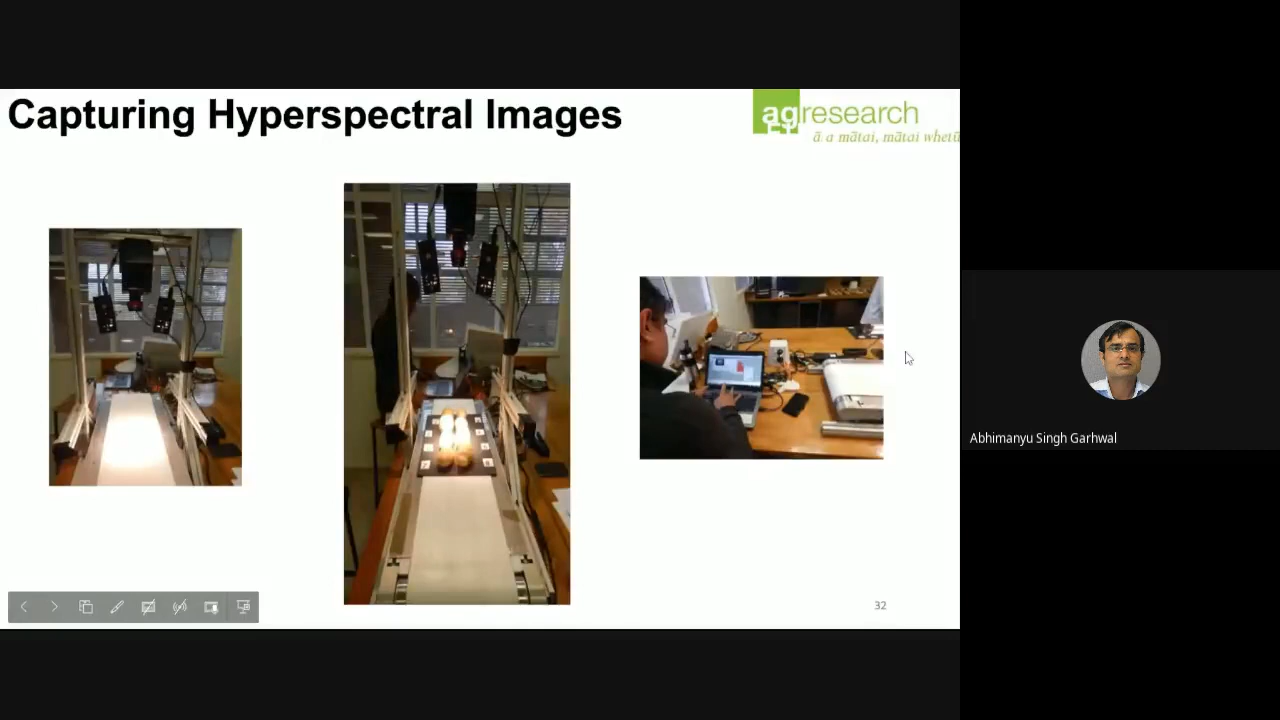 Capturing Hyperspectral Images
agresearch
mātai, mātai whetū
32
Abhimanyu Singh Garhwal